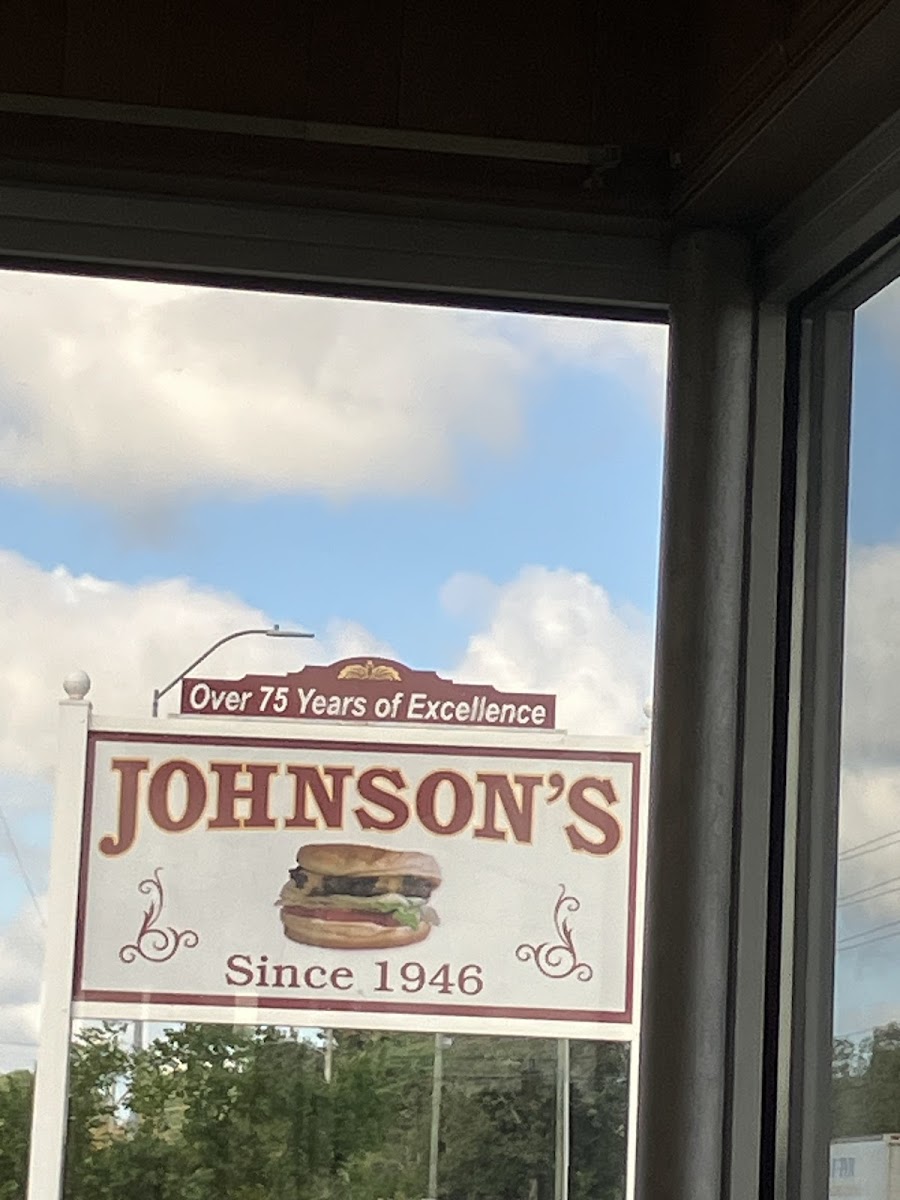 Over 75 Years of Excellence
JOHNSON'S
Since 1946